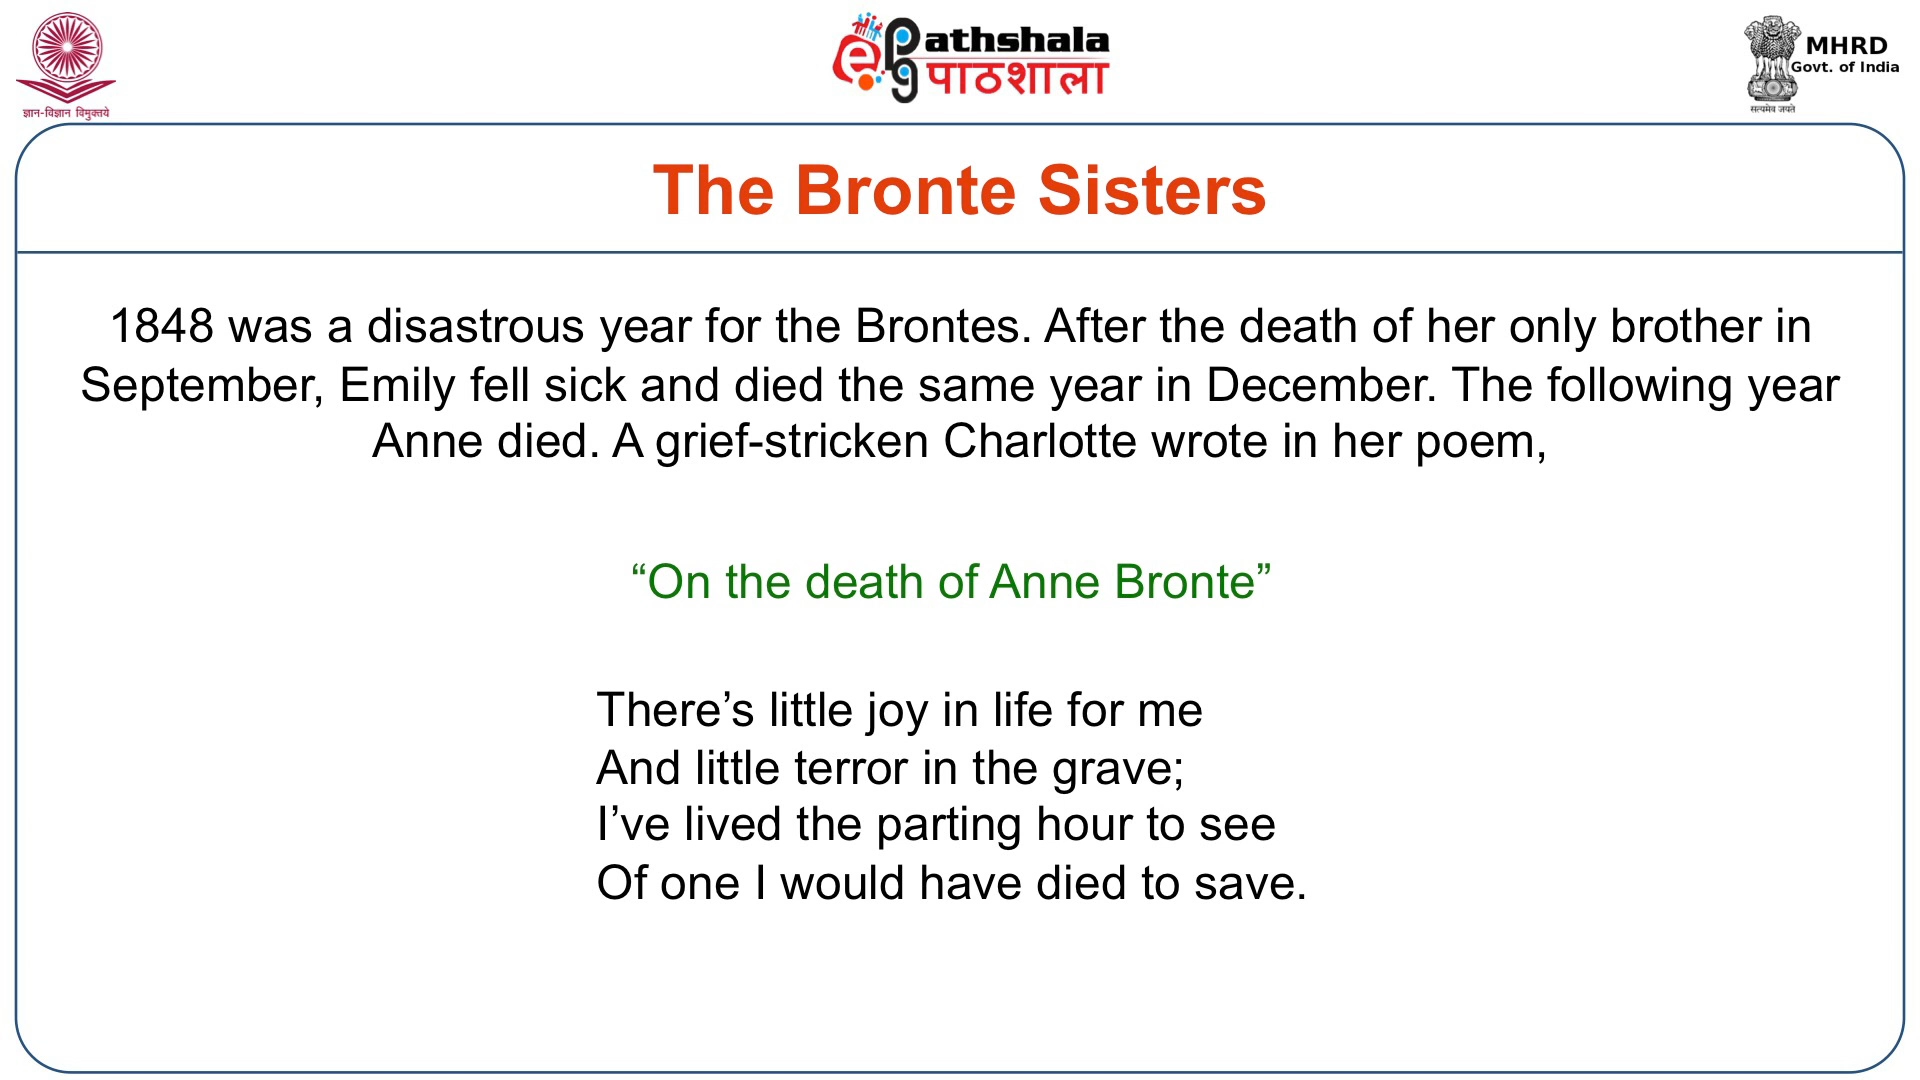 ज्ञान-विज्ञान विमुक्तये
ePG Pathshala
पाठशाला
MHRD
Govt. of India
सत्यमेव जयते
The Bronte Sisters
1848 was a disastrous year for the Brontes. After the death of her only brother in
September, Emily fell sick and died the same year in December. The following year
Anne died. A grief-stricken Charlotte wrote in her poem,
“On the death of Anne Bronte”
There’s little joy in life for me
And little terror in the grave;
I’ve lived the parting hour to see
Of one I would have died to save.